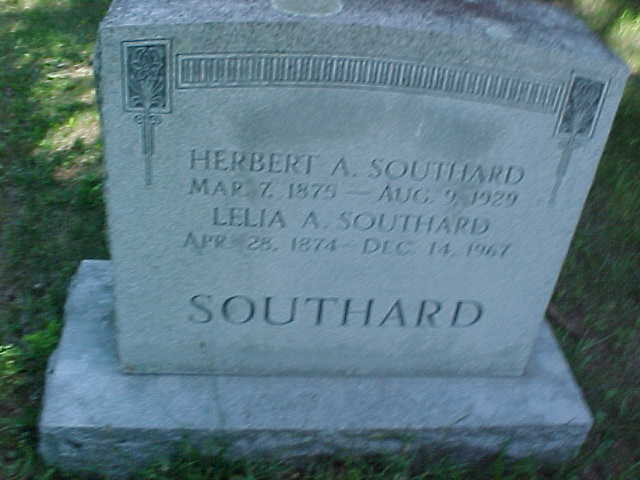 HERBERT A. SOUTHARD
MAR. 7, 1875 — AUG. 9, 1929
LELIA A. SOUTHARD
APR. 28, 1874 – DEC. 14, 1967
SOUTHARD